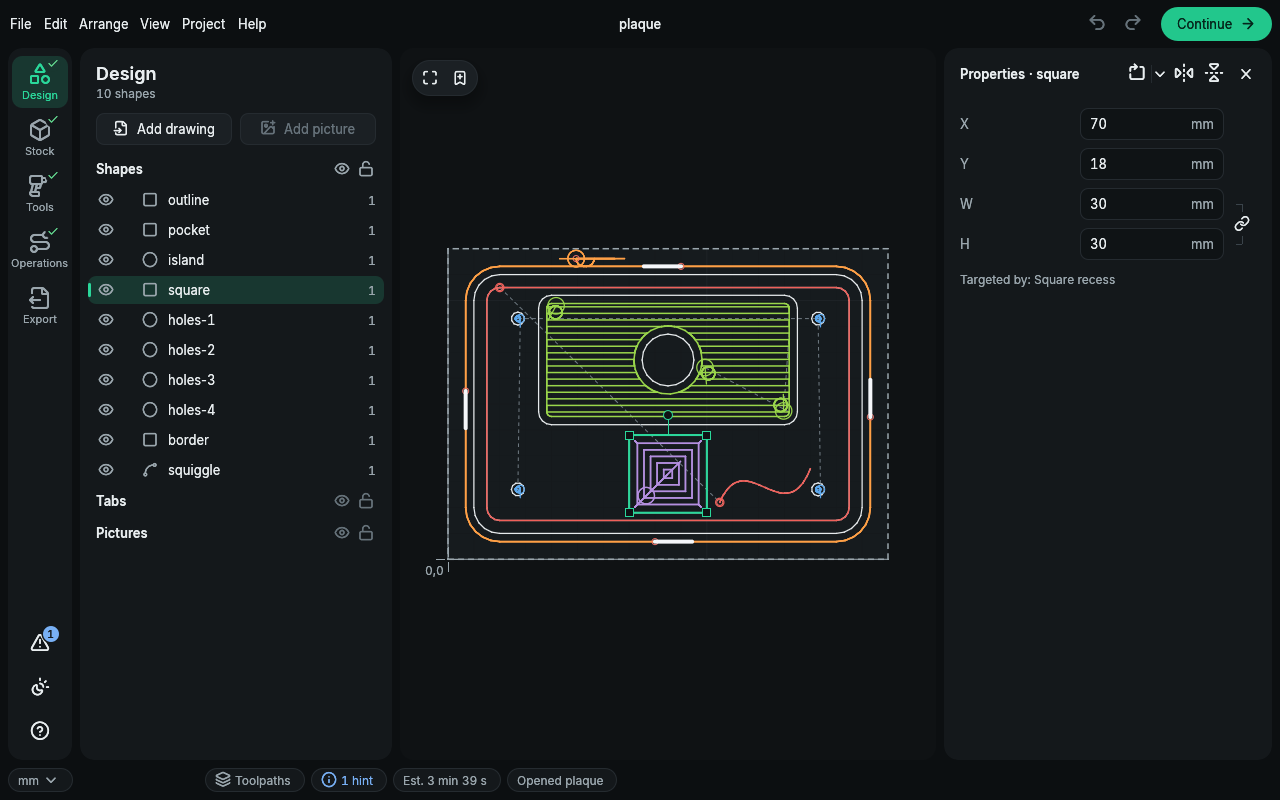 File Edit Arrange View Project Help
plaque
Continue
Design
Stock
Tools
Operations
Export
1
Design
10 shapes
Add drawing
Add picture
Shapes
outline 1
pocket 1
island 1
square 1
holes-1 1
holes-2 1
holes-3 1
holes-4 1
border 1
squiggle 1
Tabs
Pictures
0,0
Properties · square
X 70 mm
Y 18 mm
W 30 mm
H 30 mm
Targeted by: Square recess
mm
Toolpaths
1 hint
Est. 3 min 39 s
Opened plaque